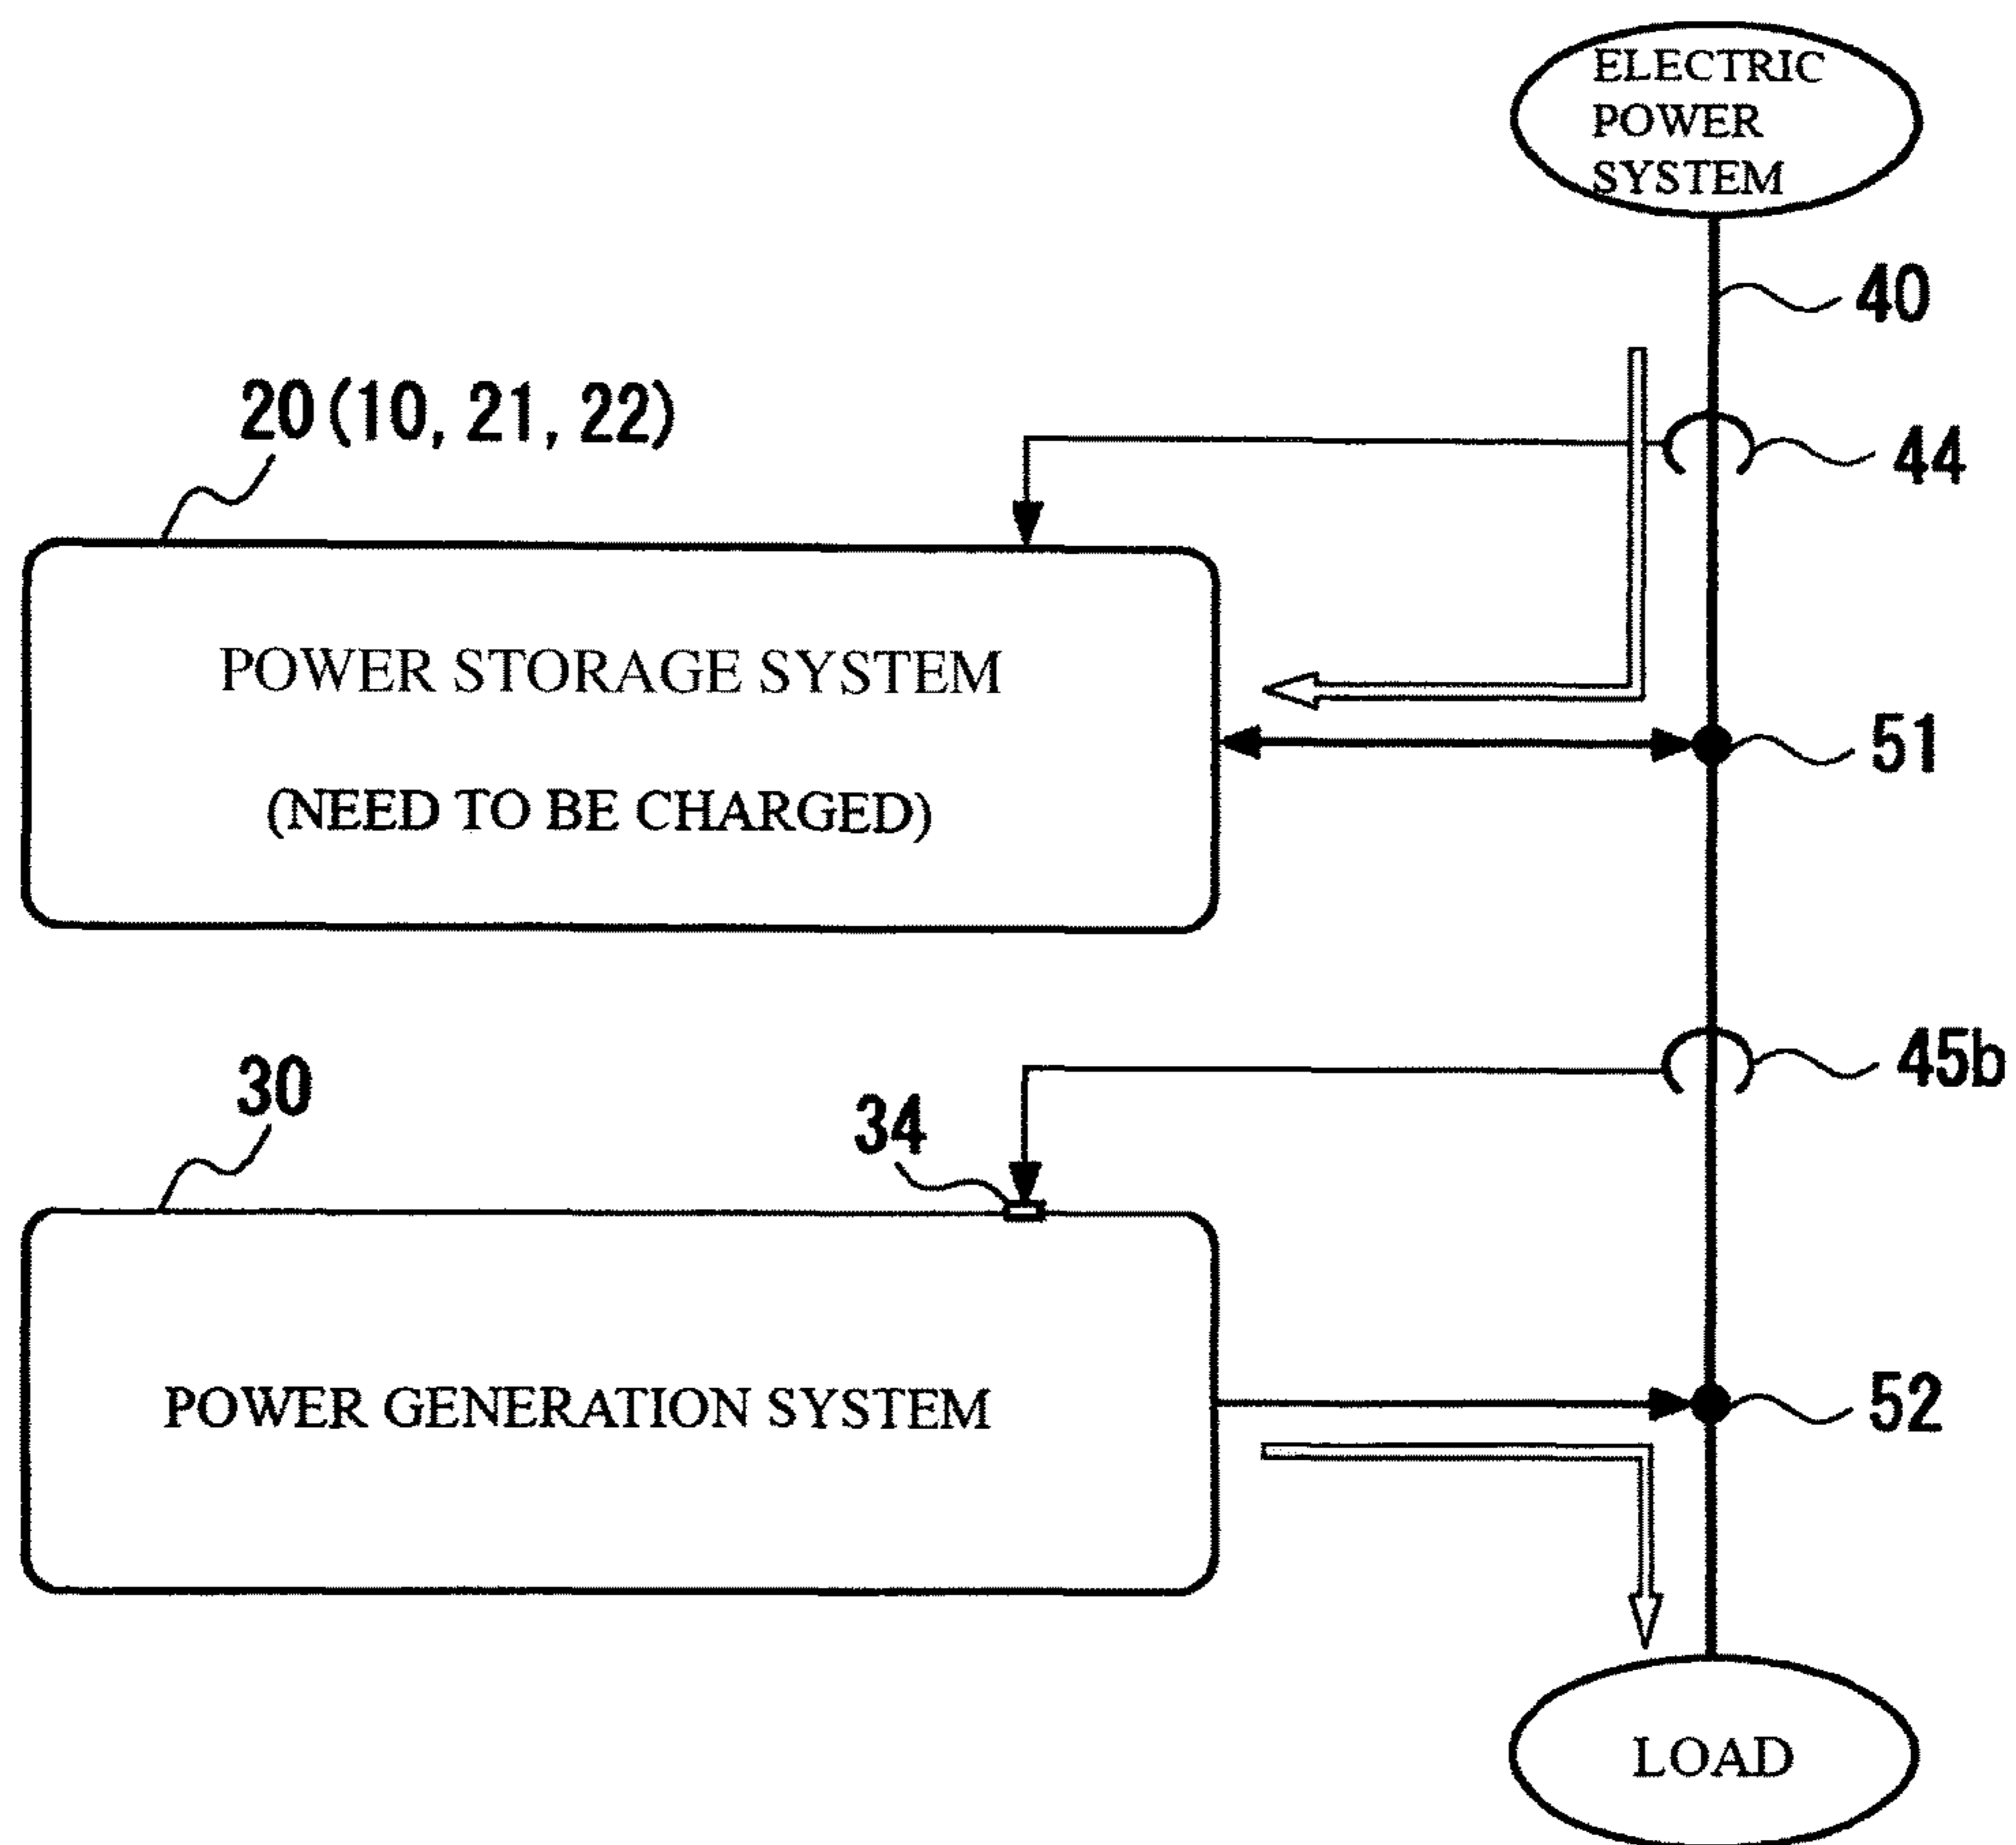 ELECTRIC
POWER
SYSTEM
40
20 (10, 21, 22)
44
POWER STORAGE SYSTEM
51
(NEED TO BE CHARGED)
45b
30
34
52
POWER GENERATION SYSTEM
LOAD